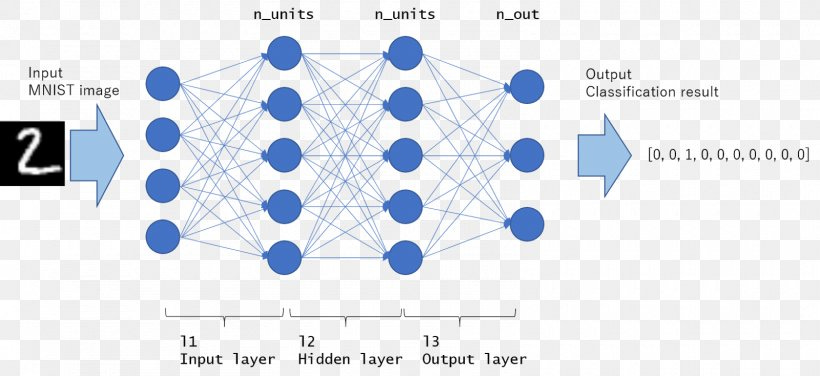 n_units
n_units
n_out
Input
MNIST image
2
Output
Classification result
[0, 0, 1, 0, 0, 0, 0, 0, 0, 0]
l1
Input layer
l2
Hidden layer
l3
Output layer